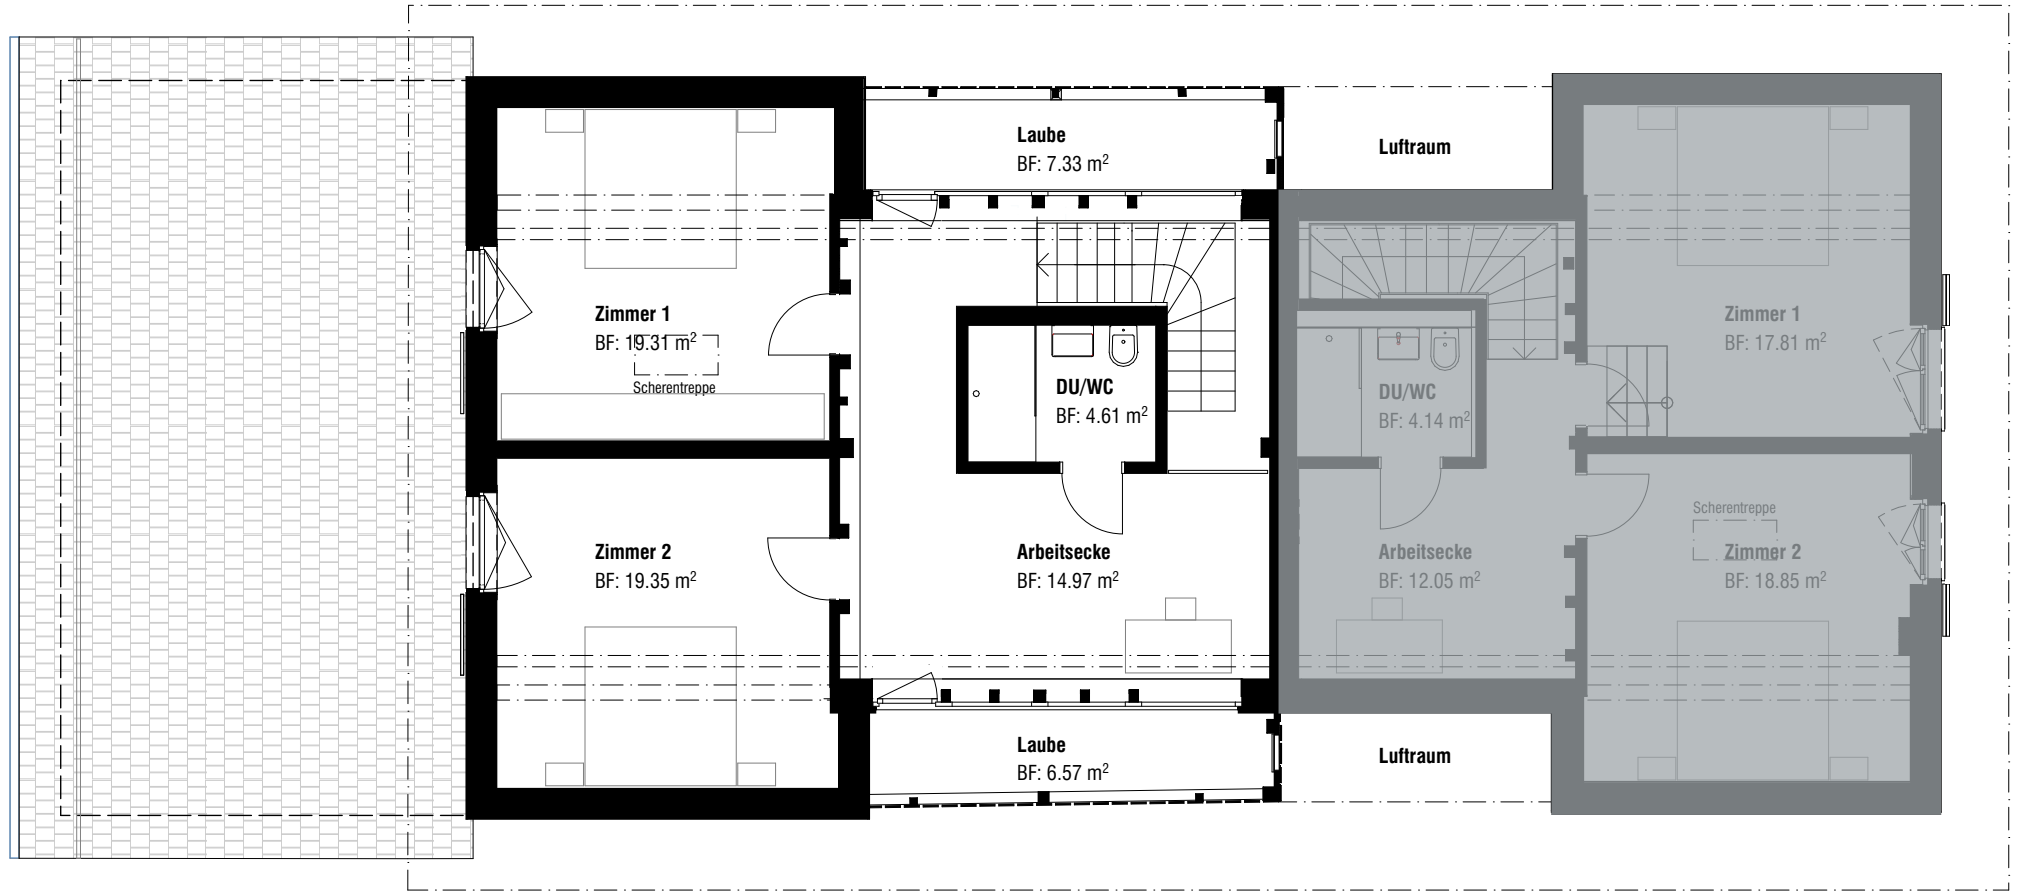 Laube
BF: 7.33 m²
Luftraum
Zimmer 1
BF: 19.31 m²
Scherentreppe
DU/WC
BF: 4.61 m²
Zimmer 1
BF: 17.81 m²
DU/WC
BF: 4.14 m²
Zimmer 2
BF: 19.35 m²
Arbeitsecke
BF: 14.97 m²
Arbeitsecke
BF: 12.05 m²
Scherentreppe
Zimmer 2
BF: 18.85 m²
Laube
BF: 6.57 m²
Luftraum